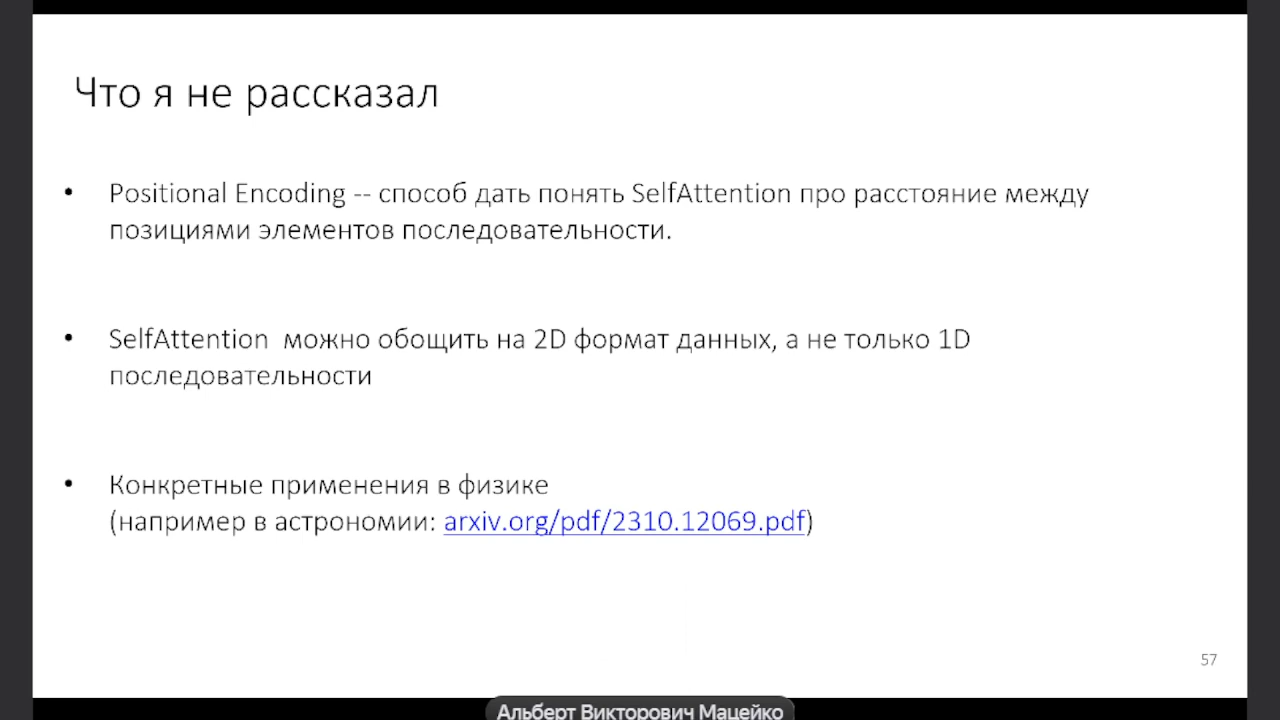 Что я не рассказал
• Positional Encoding -- способ дать понять SelfAttention про расстояние между
позициями элементов последовательности.
• SelfAttention можно обощить на 2D формат данных, а не только 1D
последовательности
• Конкретные применения в физике
(например в астрономии: arxiv.org/pdf/2310.12069.pdf)
57
Альберт Викторович Мацейко